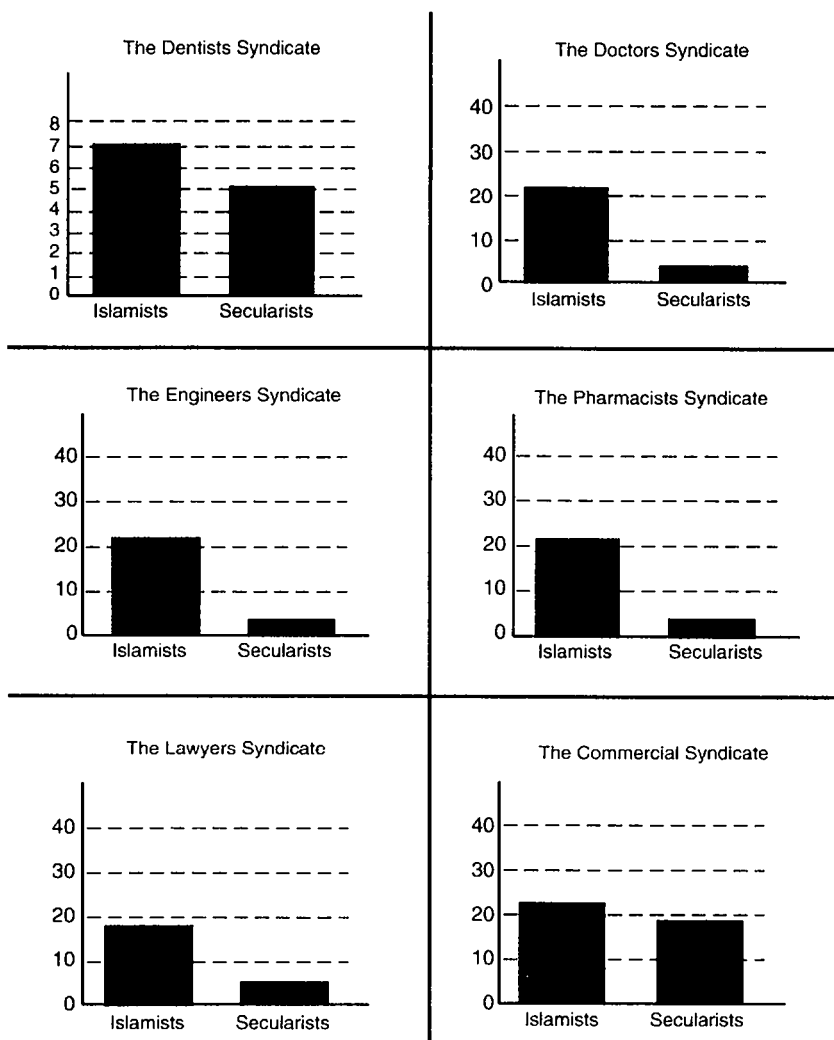 The Dentists Syndicate
8
7
6
5
4
3
2
1
0
Islamists Secularists
The Doctors Syndicate
40
30
20
10
0
Islamists Secularists
The Engineers Syndicate
40
30
20
10
0
Islamists Secularists
The Pharmacists Syndicate
40
30
20
10
0
Islamists Secularists
The Lawyers Syndicate
40
30
20
10
0
Islamists Secularists
The Commercial Syndicate
40
30
20
10
0
Islamists Secularists